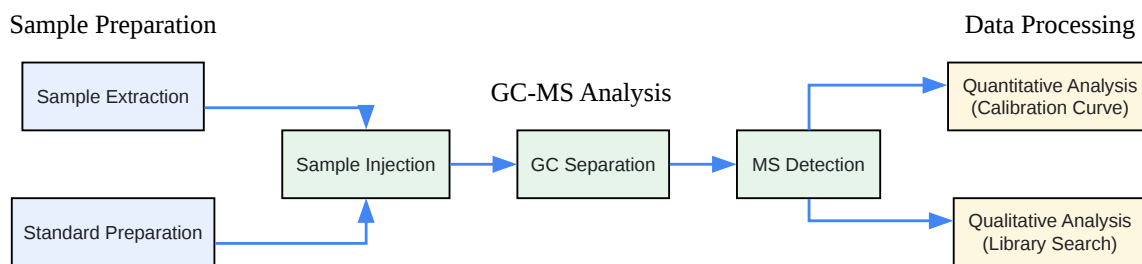 Sample Preparation
Data Processing
Sample Extraction
GC-MS Analysis
Quantitative Analysis
(Calibration Curve)
Sample Injection
GC Separation
MS Detection
Standard Preparation
Qualitative Analysis
(Library Search)